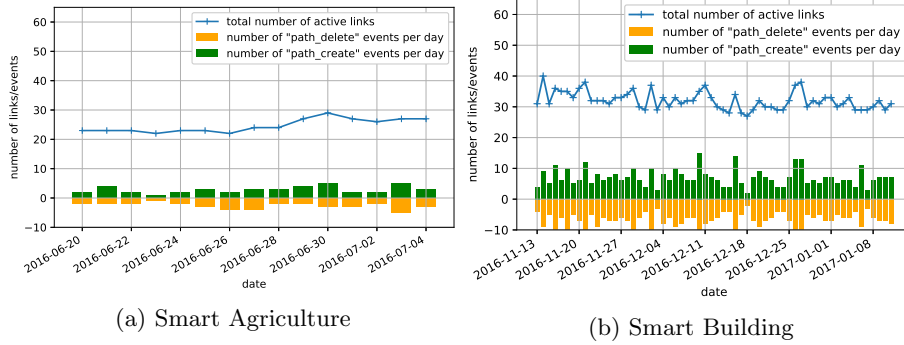 total number of active links
number of "path_delete" events per day
number of "path_create" events per day
number of links/events
60
50
40
30
20
10
0
−10
2016-06-20
2016-06-22
2016-06-24
2016-06-26
2016-06-28
2016-06-30
2016-07-02
2016-07-04
date
(a) Smart Agriculture
total number of active links
number of "path_delete" events per day
number of "path_create" events per day
number of links/events
60
50
40
30
20
10
0
−10
2016-11-13
2016-11-20
2016-11-27
2016-12-04
2016-12-11
2016-12-18
2016-12-25
2017-01-01
2017-01-08
date
(b) Smart Building